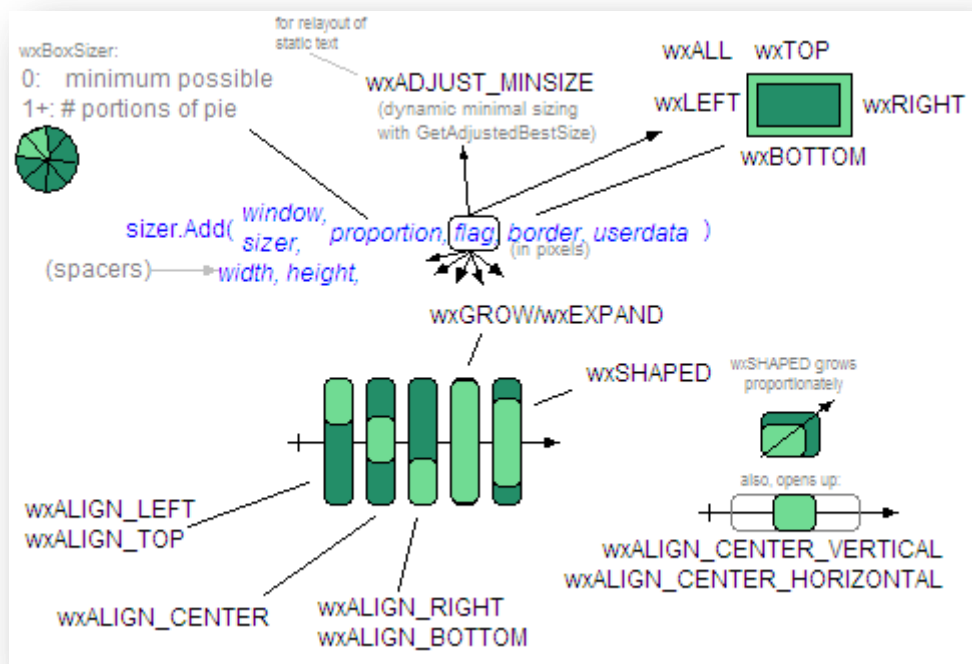 for relayout of
static text
wxBoxSizer:
0: minimum possible
1+: # portions of pie
wxADJUST_MINSIZE
(dynamic minimal sizing
with GetAdjustedBestSize)
wxALL wxTOP
wxLEFT
wxRIGHT
wxBOTTOM
sizer.Add( window,
sizer,
proportion, flag, border, userdata )
(in pixels)
(spacers)
width, height,
wxGROW/wxEXPAND
wxSHAPED
wxSHAPED grows
proportionately
also, opens up:
wxALIGN_LEFT
wxALIGN_TOP
wxALIGN_CENTER
wxALIGN_RIGHT
wxALIGN_BOTTOM
wxALIGN_CENTER_VERTICAL
wxALIGN_CENTER_HORIZONTAL